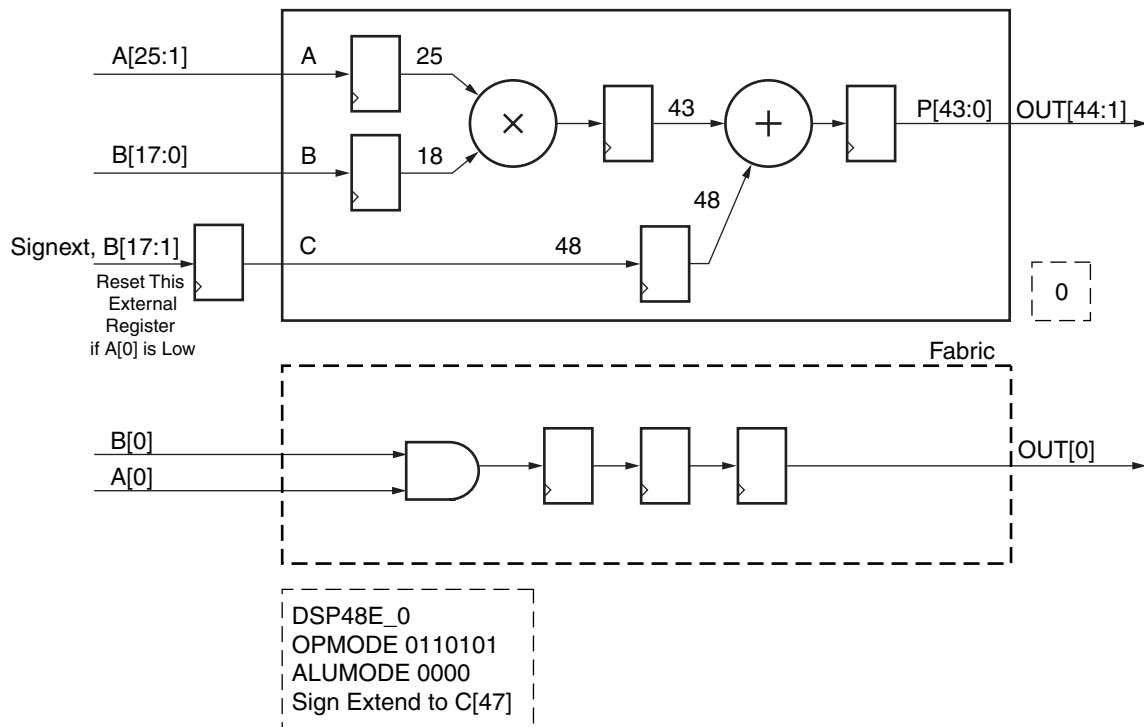 A[25:1]
A
25
×
43
+
P[43:0]
OUT[44:1]
B[17:0]
B
18
48
Signext, B[17:1]
C
48
Reset This
External
Register
if A[0] is Low
0
Fabric
B[0]
A[0]
OUT[0]
DSP48E_0
OPMODE 0110101
ALUMODE 0000
Sign Extend to C[47]